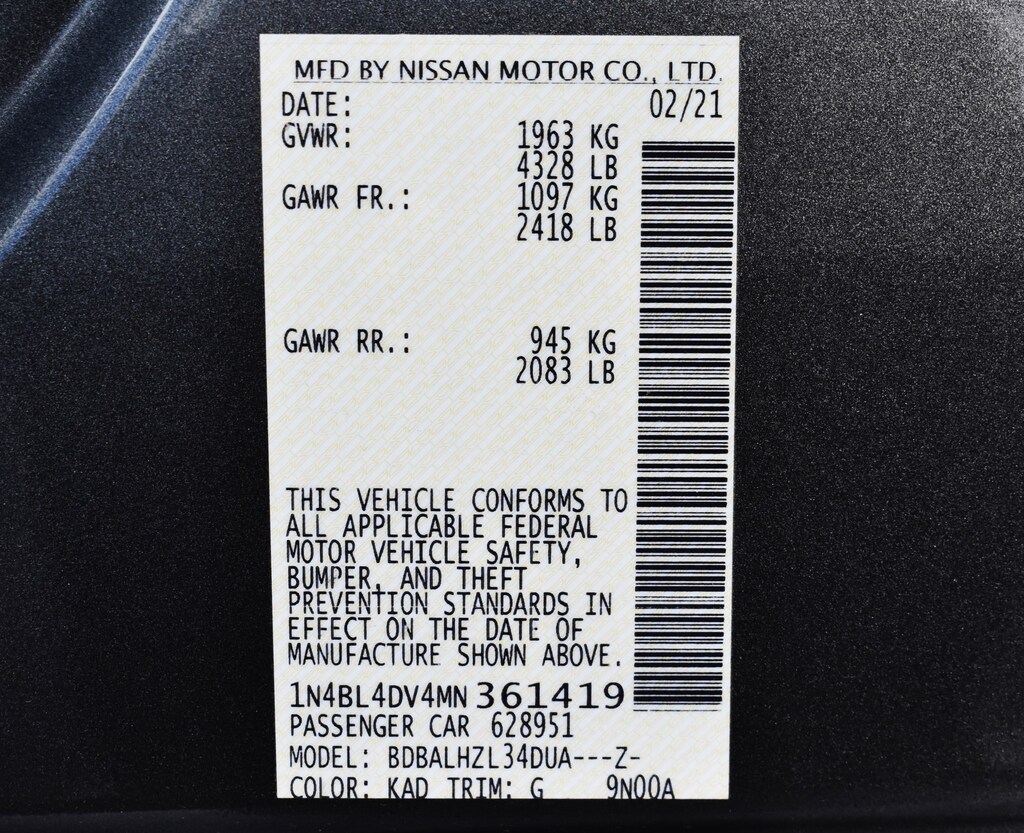 MFD BY NISSAN MOTOR CO., LTD.
DATE: 02/21
GVWR: 1963 KG
4328 LB
GAWR FR.: 1097 KG
2418 LB
GAWR RR.: 945 KG
2083 LB
THIS VEHICLE CONFORMS TO
ALL APPLICABLE FEDERAL
MOTOR VEHICLE SAFETY,
BUMPER, AND THEFT
PREVENTION STANDARDS IN
EFFECT ON THE DATE OF
MANUFACTURE SHOWN ABOVE.
1N4BL4DV4MN 361419
PASSENGER CAR 628951
MODEL: BDBALHZL34DUA---Z-
COLOR: KAD TRIM: G 9N00A